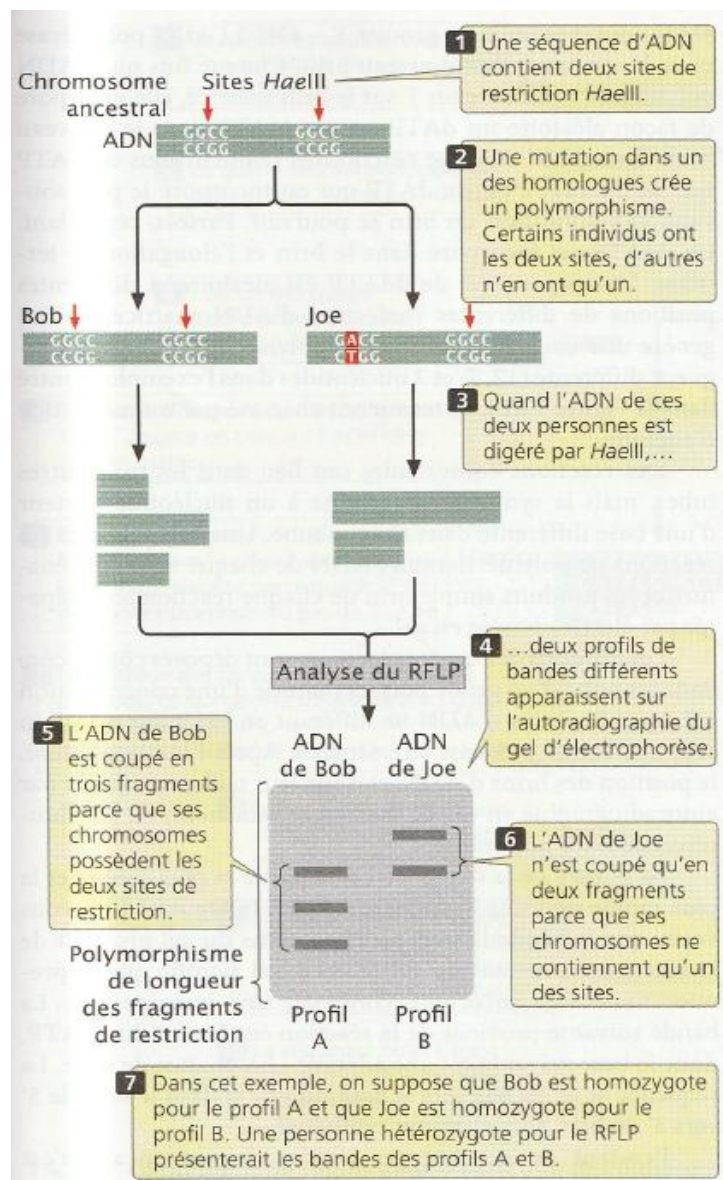 1 Une séquence d'ADN
contient deux sites de
restriction HaeIII.
Chromosome
ancestral
Sites HaeIII
ADN
GGCC GGCC
CCGG CCGG
2 Une mutation dans un
des homologues crée
un polymorphisme.
Certains individus ont
les deux sites, d'autres
n'en ont qu'un.
Bob
GGCC GGCC
CCGG CCGG
Joe
GACC GGCC
CTGG CCGG
3 Quand l'ADN de ces
deux personnes est
digéré par HaeIII,...
Analyse du RFLP
4 ...deux profils de
bandes différents
apparaissent sur
l'autoradiographie du
gel d'électrophorèse.
5 L'ADN de Bob
est coupé en
trois fragments
parce que ses
chromosomes
possèdent les
deux sites de
restriction.
ADN
de Bob
ADN
de Joe
6 L'ADN de Joe
n'est coupé qu'en
deux fragments
parce que ses
chromosomes ne
contiennent qu'un
des sites.
Polymorphisme
de longueur
des fragments
de restriction
Profil
A
Profil
B
7 Dans cet exemple, on suppose que Bob est homozygote
pour le profil A et que Joe est homozygote pour le
profil B. Une personne hétérozygote pour le RFLP
présenterait les bandes des profils A et B.